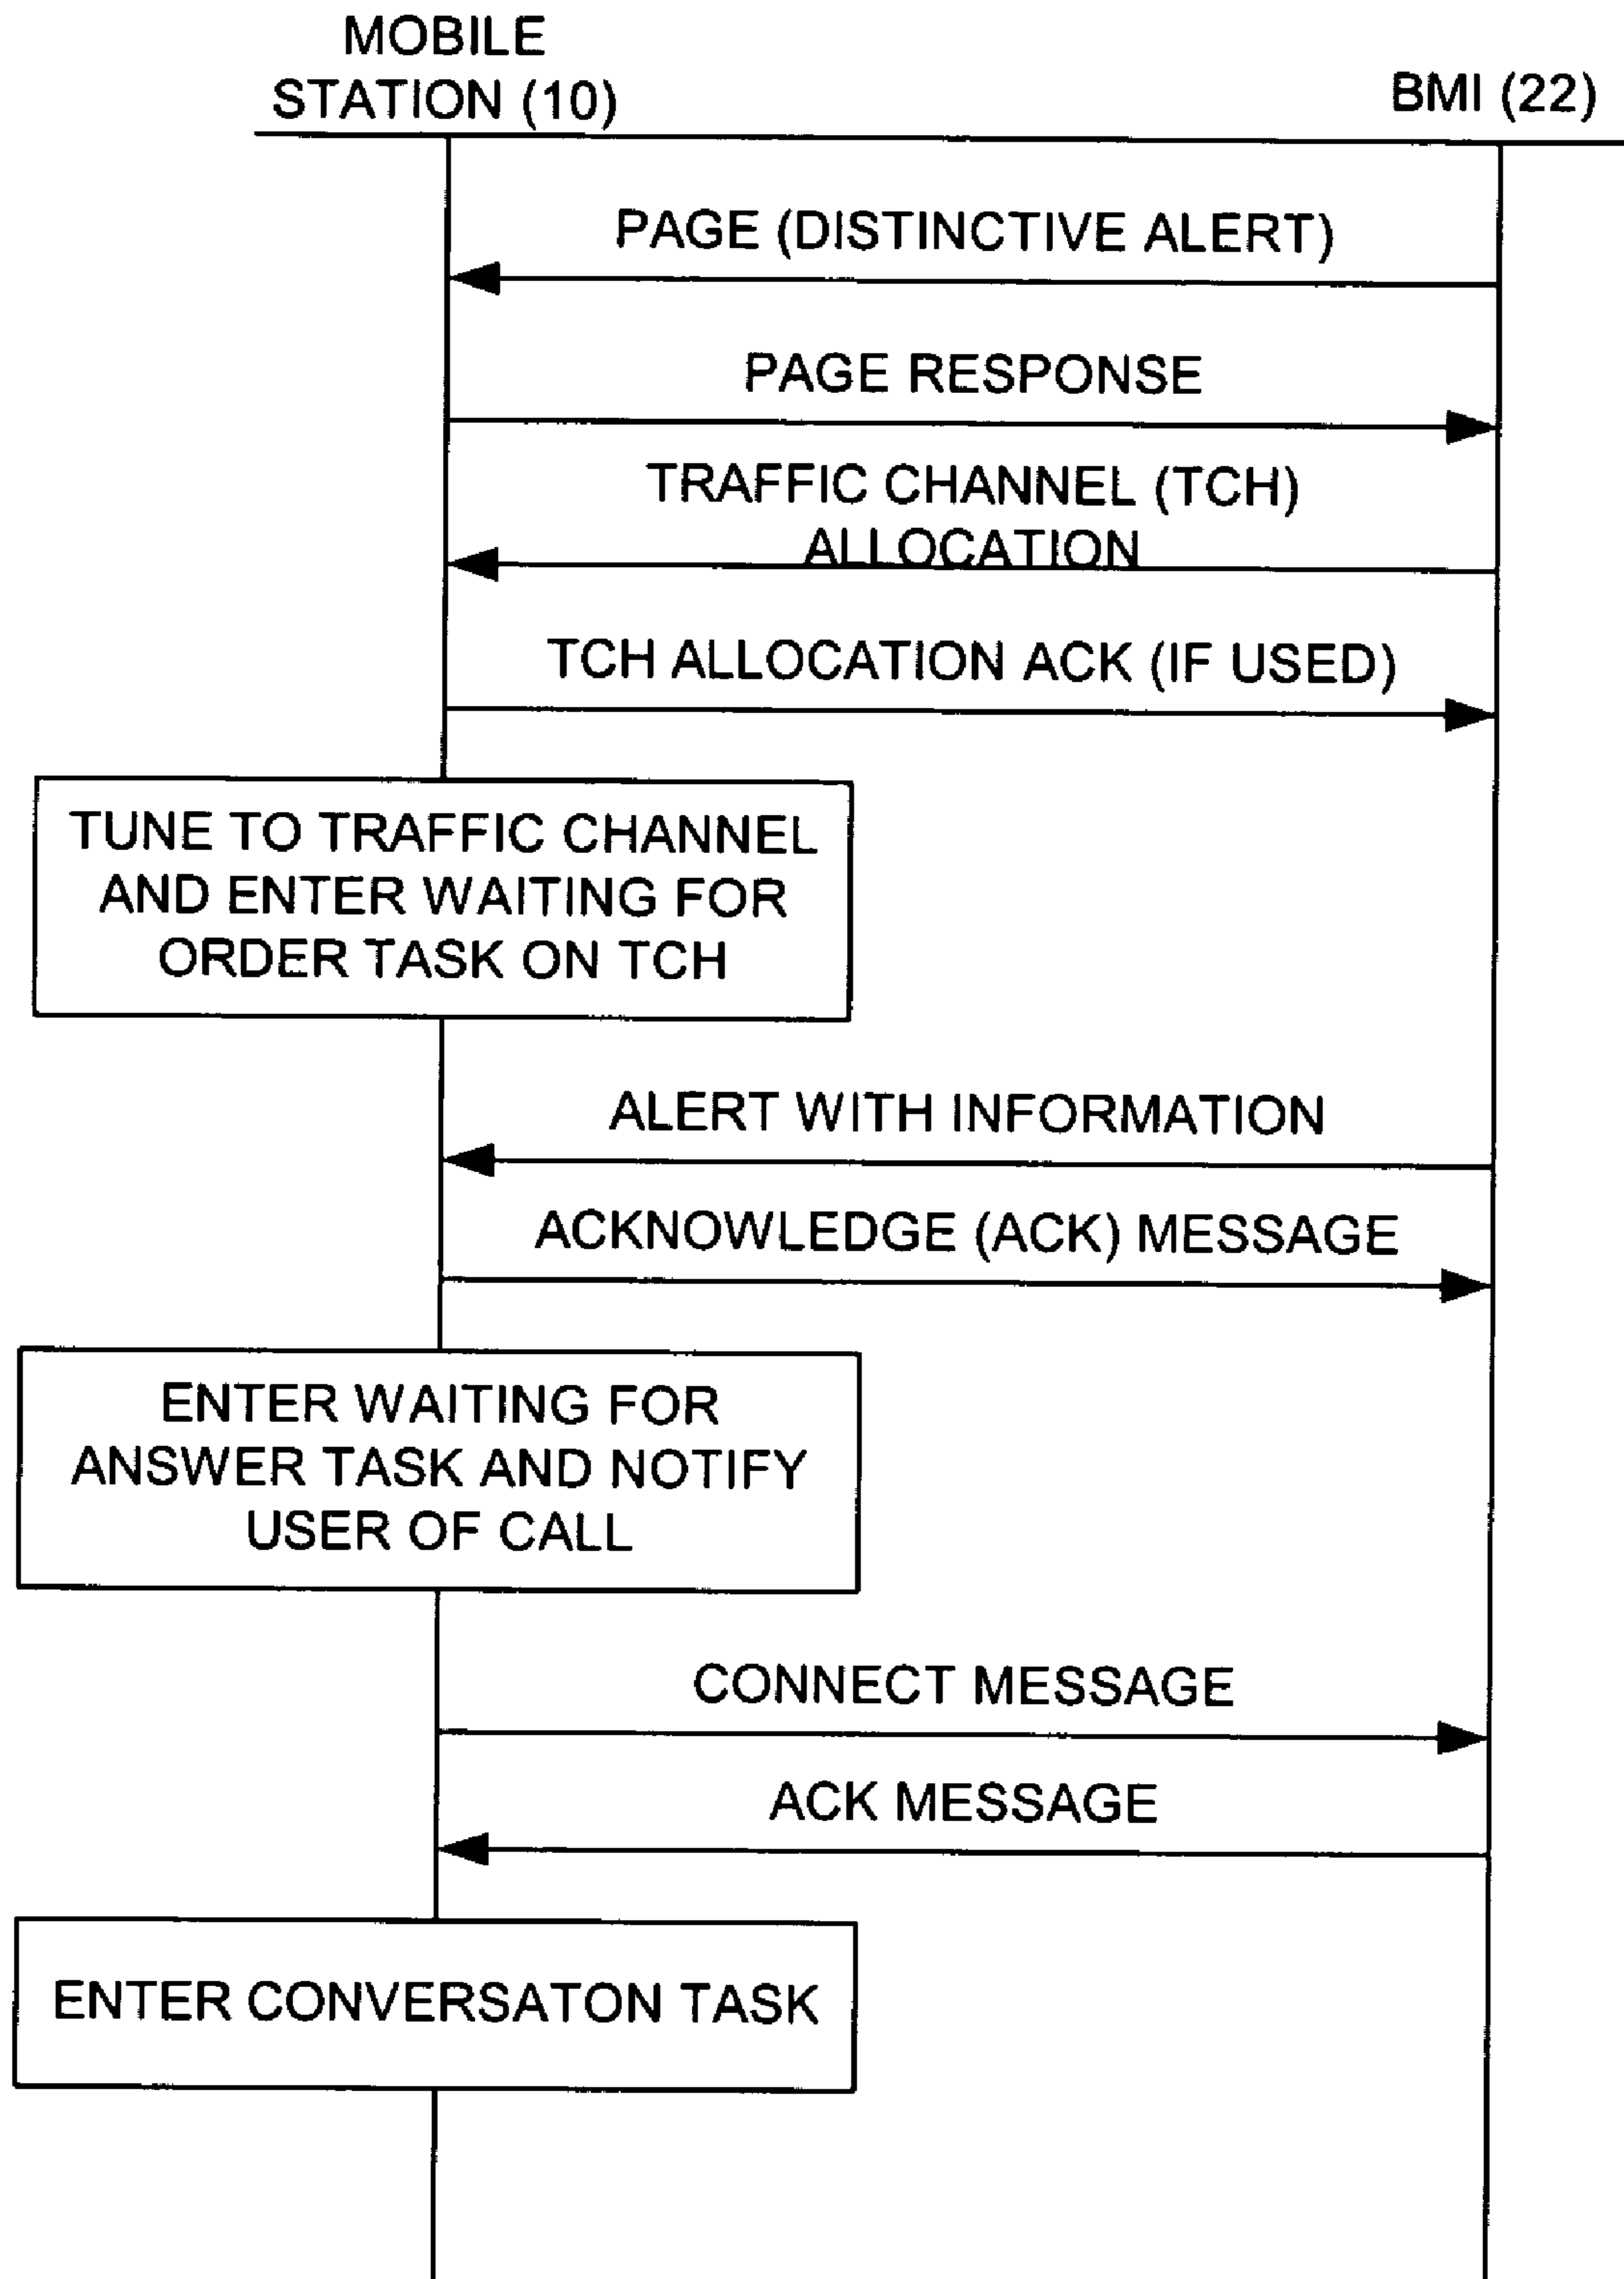 MOBILE
STATION (10)
BMI (22)
PAGE (DISTINCTIVE ALERT)
PAGE RESPONSE
TRAFFIC CHANNEL (TCH)
ALLOCATION
TCH ALLOCATION ACK (IF USED)
TUNE TO TRAFFIC CHANNEL
AND ENTER WAITING FOR
ORDER TASK ON TCH
ALERT WITH INFORMATION
ACKNOWLEDGE (ACK) MESSAGE
ENTER WAITING FOR
ANSWER TASK AND NOTIFY
USER OF CALL
CONNECT MESSAGE
ACK MESSAGE
ENTER CONVERSATON TASK